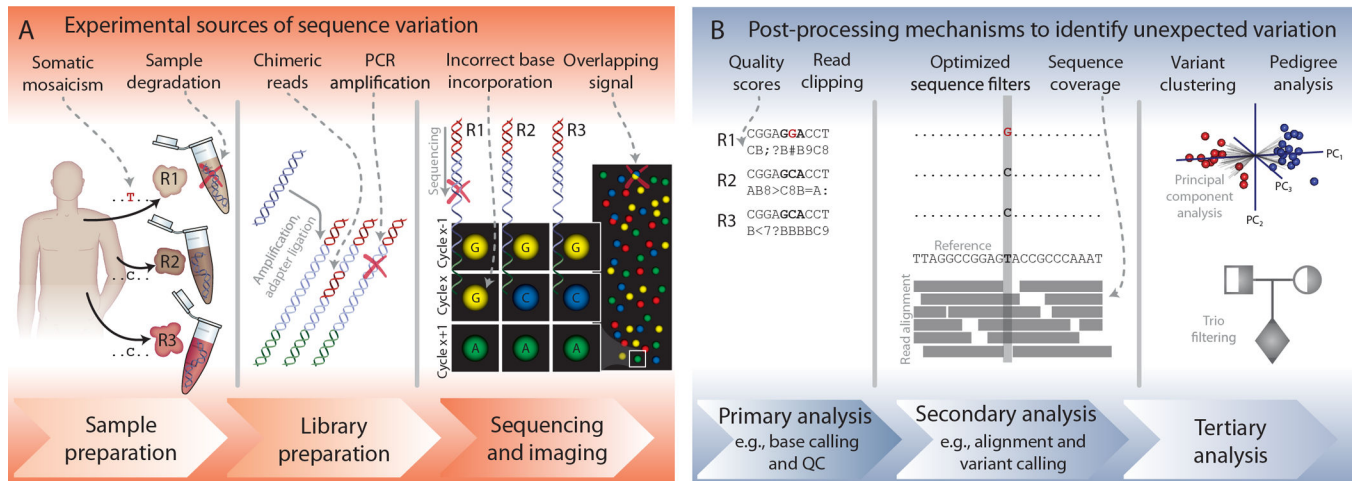 A Experimental sources of sequence variation
Somatic
mosaicism
Sample
degradation
Chimeric
reads
PCR
amplification
Incorrect base
incorporation
Overlapping
signal
R1
..T..
R2
..C..
R3
..C..
Amplification,
adapter ligation
Sequencing
R1 R2 R3
Cycle x-1
G G G
Cycle x
G C C
Cycle x+1
A A A
Sample
preparation
Library
preparation
Sequencing
and imaging
B Post-processing mechanisms to identify unexpected variation
Quality
scores
Read
clipping
Optimized
sequence filters
Sequence
coverage
Variant
clustering
Pedigree
analysis
R1 CGGAGGACCT
CB;?B#B9C8
R2 CGGAGCACCT
AB8>C8B=A:
R3 CGGAGCACCT
B<7?BBBBC9
..........G..........
..........C..........
..........C..........
Reference
TTAGGCCGGAGTACCGCCCAAAT
Read alignment
PC1
PC3
PC2
Principal
component
analysis
Trio
filtering
Primary analysis
e.g., base calling
and QC
Secondary analysis
e.g., alignment and
variant calling
Tertiary
analysis